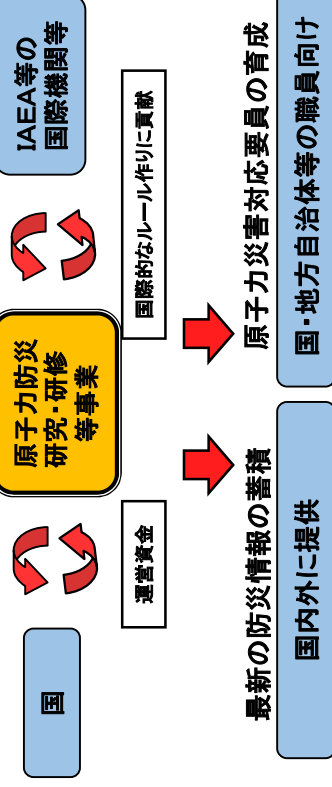 国
原子力防災
研究・研修
等事業
IAEA等の
国際機関等
運営資金
国際的なルール作りに貢献
最新の防災情報の蓄積
原子力災害対応要員の育成
国内外に提供
国・地方自治体等の職員向け